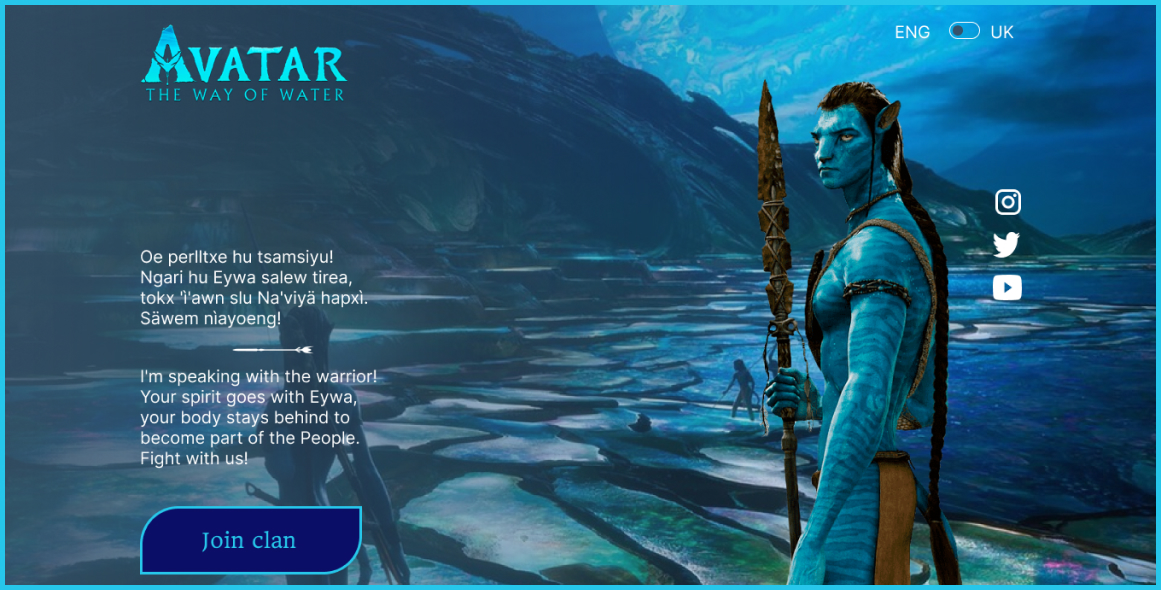 AVATAR
THE WAY OF WATER
ENG UK
Oe perlltxe hu tsamsiyu!
Ngari hu Eywa salew tirea,
tokx 'ì'awn slu Na'viyä hapxì.
Säwem nìayoeng!
I'm speaking with the warrior!
Your spirit goes with Eywa,
your body stays behind to
become part of the People.
Fight with us!
Join clan